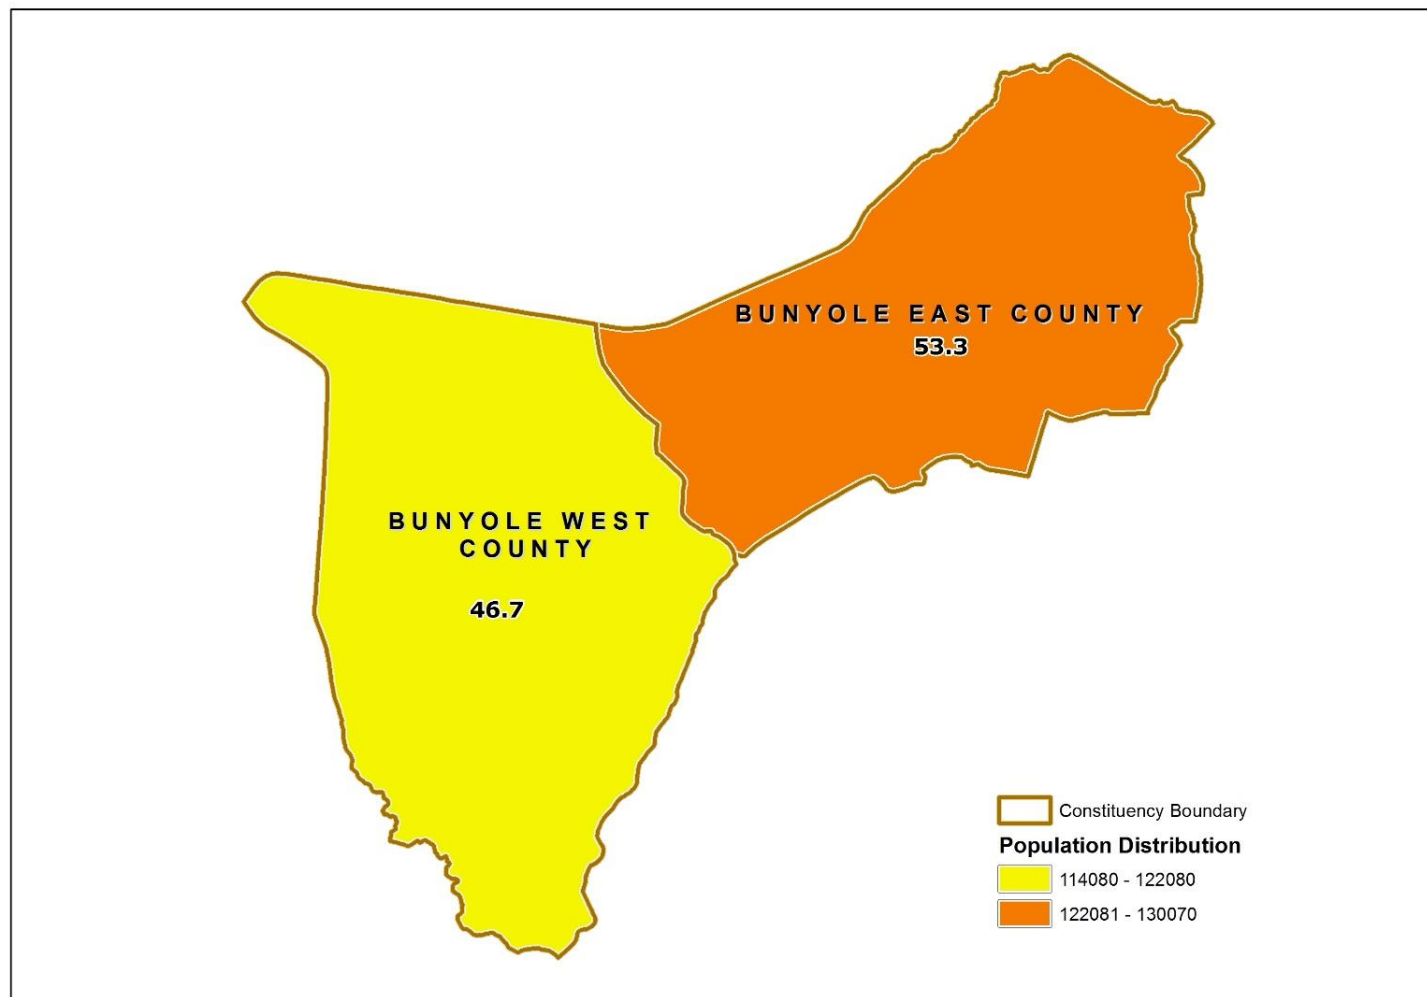 BUNYOLE EAST COUNTY
53.3
BUNYOLE WEST
COUNTY
46.7
Constituency Boundary
Population Distribution
114080 - 122080
122081 - 130070